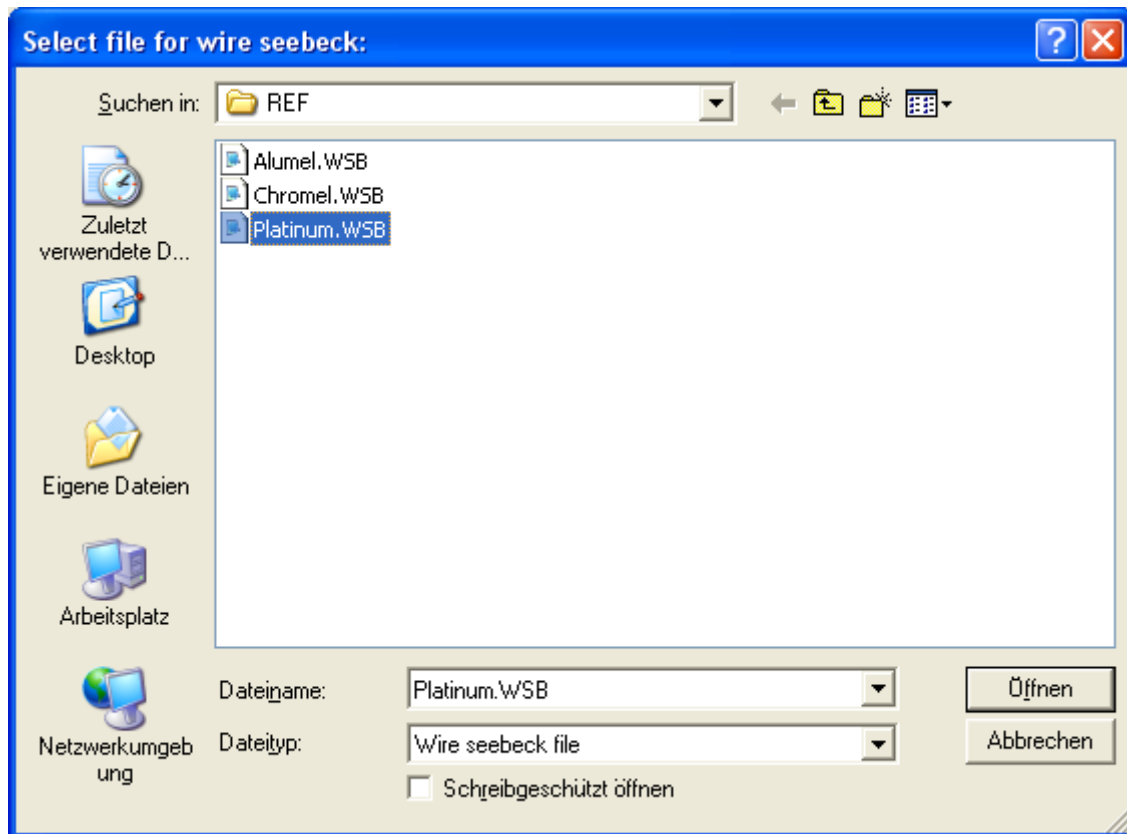 Select file for wire seebeck:
Suchen in:
REF
Alumel.WSB
Chromel.WSB
Platinum.WSB
Zuletzt
verwendete D...
Desktop
Eigene Dateien
Arbeitsplatz
Netzwerkumgeb
ung
Dateiname:
Platinum.WSB
Öffnen
Dateityp:
Wire seebeck file
Abbrechen
Schreibgeschützt öffnen